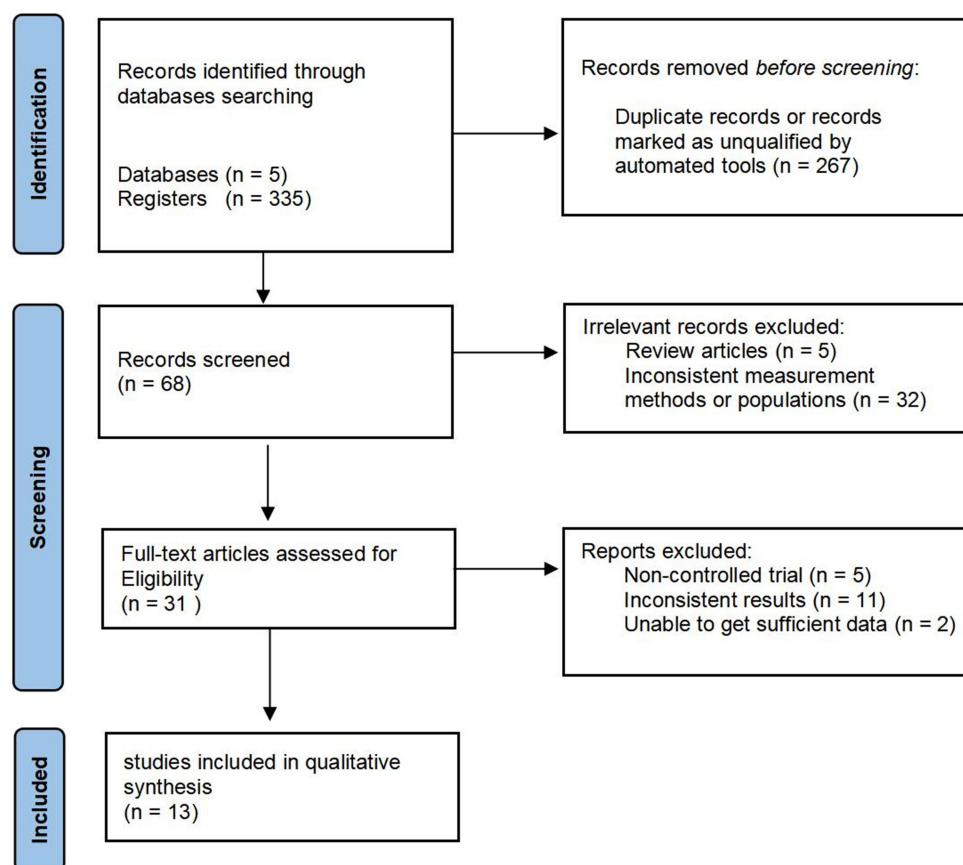 Identification
Records identified through
databases searching
Databases (n = 5)
Registers (n = 335)
Records removed before screening:
Duplicate records or records
marked as unqualified by
automated tools (n = 267)
Screening
Records screened
(n = 68)
Irrelevant records excluded:
Review articles (n = 5)
Inconsistent measurement
methods or populations (n = 32)
Full-text articles assessed for
Eligibility
(n = 31 )
Reports excluded:
Non-controlled trial (n = 5)
Inconsistent results (n = 11)
Unable to get sufficient data (n = 2)
Included
studies included in qualitative
synthesis
(n = 13)